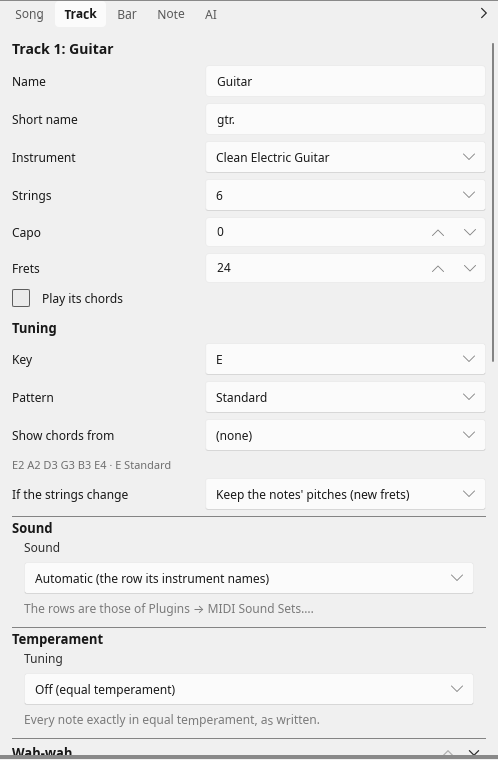 Song Track Bar Note AI
Track 1: Guitar
Name Guitar
Short name gtr.
Instrument Clean Electric Guitar
Strings 6
Capo 0
Frets 24
Play its chords
Tuning
Key E
Pattern Standard
Show chords from (none)
E2 A2 D3 G3 B3 E4 · E Standard
If the strings change Keep the notes' pitches (new frets)
Sound
Sound
Automatic (the row its instrument names)
The rows are those of Plugins → MIDI Sound Sets....
Temperament
Tuning
Off (equal temperament)
Every note exactly in equal temperament, as written.
Wah-wah